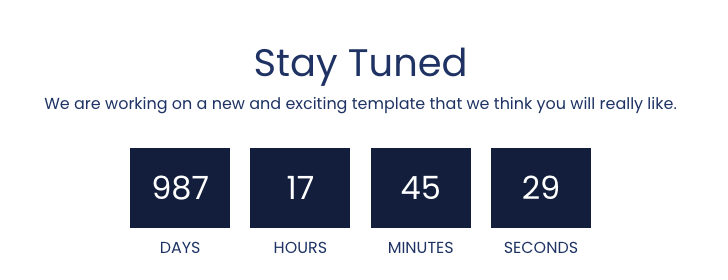 Stay Tuned
We are working on a new and exciting template that we think you will really like.
987 17 45 29
DAYS HOURS MINUTES SECONDS